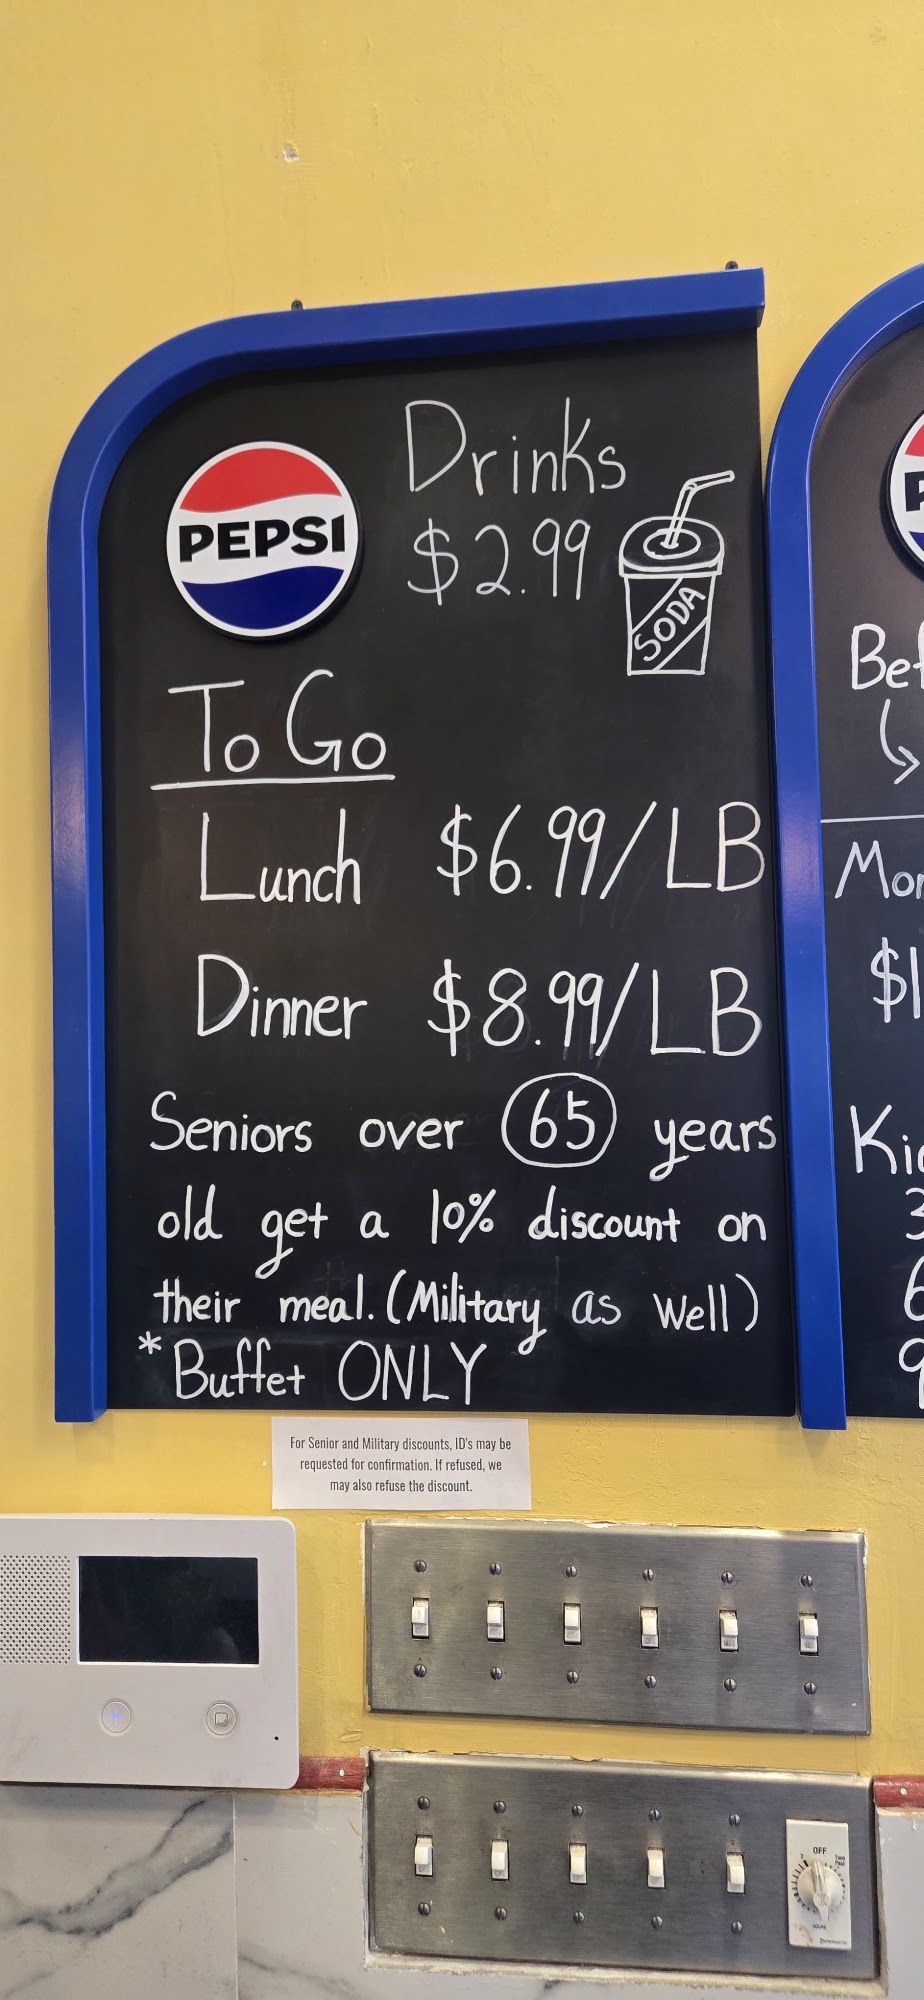 PEPSI
Drinks
$2.99
SODA
To Go
Lunch $6.99/LB
Dinner $8.99/LB
Seniors over 65 years
old get a 10% discount on
their meal. (Military as well)
*Buffet ONLY
For Senior and Military discounts, ID's may be
requested for confirmation. If refused, we
may also refuse the discount.
OFF
HOURS